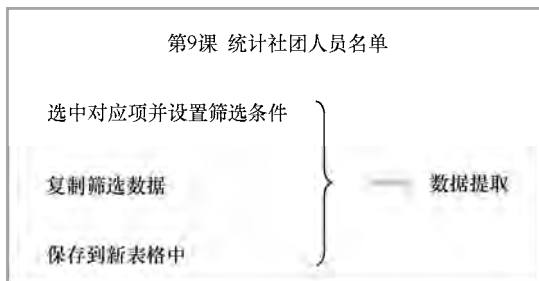 第9课 统计社团人员名单
选中对应项并设置筛选条件
复制筛选数据
数据提取
保存到新表格中